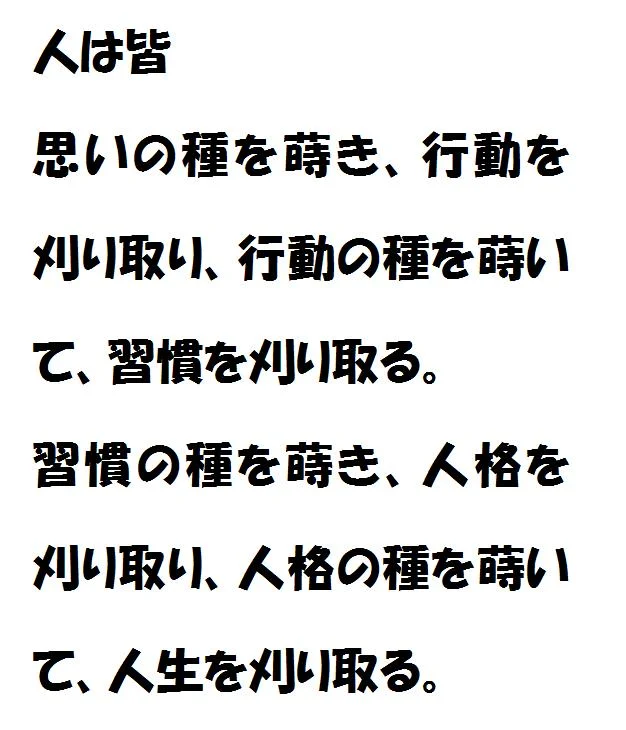 人は皆
思いの種を蒔き、行動を
刈り取り、行動の種を蒔い
て、習慣を刈り取る。
習慣の種を蒔き、人格を
刈り取り、人格の種を蒔い
て、人生を刈り取る。